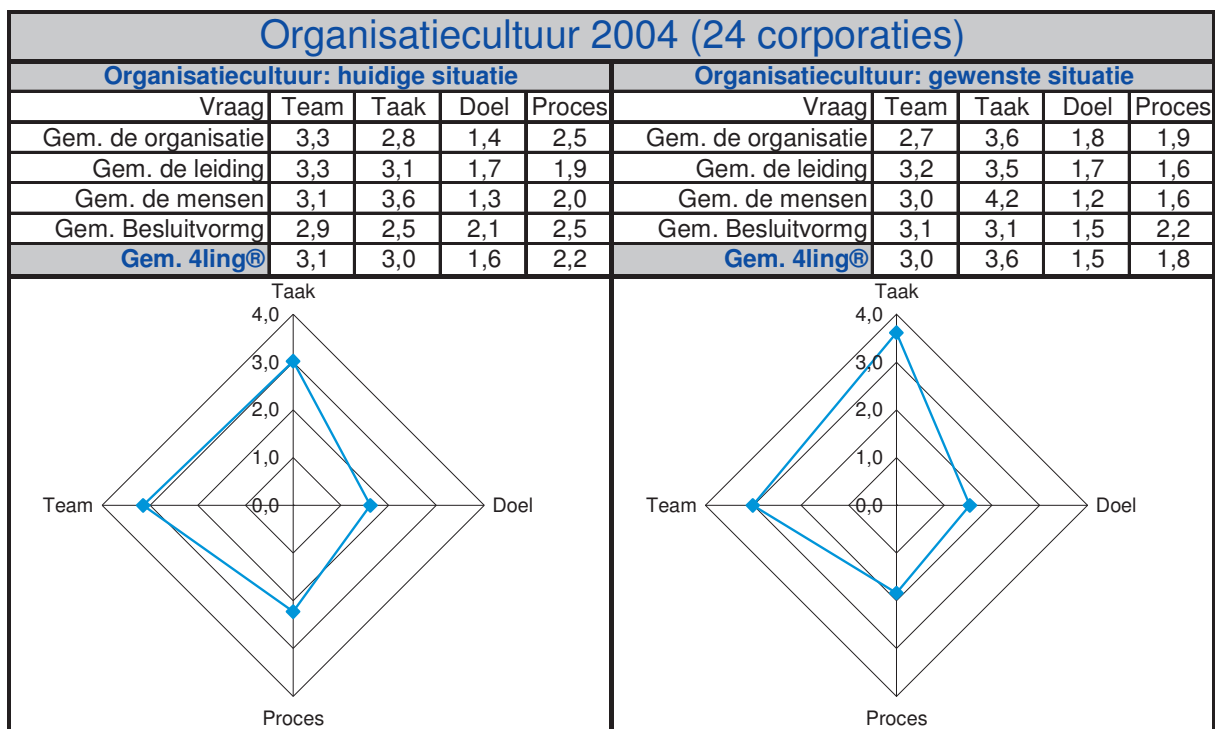 Organisatiecultuur 2004 (24 corporaties)
Organisatiecultuur: huidige situatie
Vraag Team Taak Doel Proces
Gem. de organisatie 3,3 2,8 1,4 2,5
Gem. de leiding 3,3 3,1 1,7 1,9
Gem. de mensen 3,1 3,6 1,3 2,0
Gem. Besluitvormg 2,9 2,5 2,1 2,5
Gem. 4ling® 3,1 3,0 1,6 2,2
Taak
4,0
3,0
2,0
1,0
Team 0,0 Doel
Proces
Organisatiecultuur: gewenste situatie
Vraag Team Taak Doel Proces
Gem. de organisatie 2,7 3,6 1,8 1,9
Gem. de leiding 3,2 3,5 1,7 1,6
Gem. de mensen 3,0 4,2 1,2 1,6
Gem. Besluitvormg 3,1 3,1 1,5 2,2
Gem. 4ling® 3,0 3,6 1,5 1,8
Taak
4,0
3,0
2,0
1,0
Team 0,0 Doel
Proces